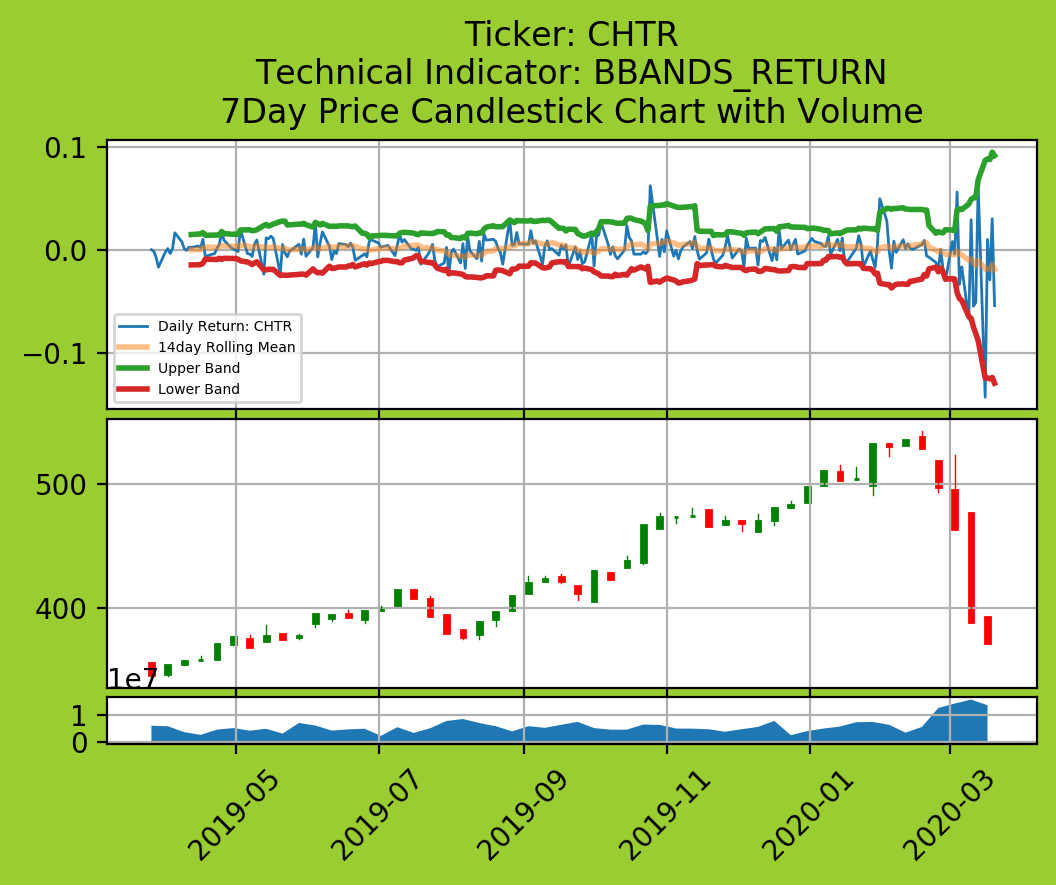 Ticker: CHTR
Technical Indicator: BBANDS_RETURN
7Day Price Candlestick Chart with Volume
0.1
0.0
−0.1
Daily Return: CHTR
14day Rolling Mean
Upper Band
Lower Band
500
400
1e7
1
0
2019-05
2019-07
2019-09
2019-11
2020-01
2020-03